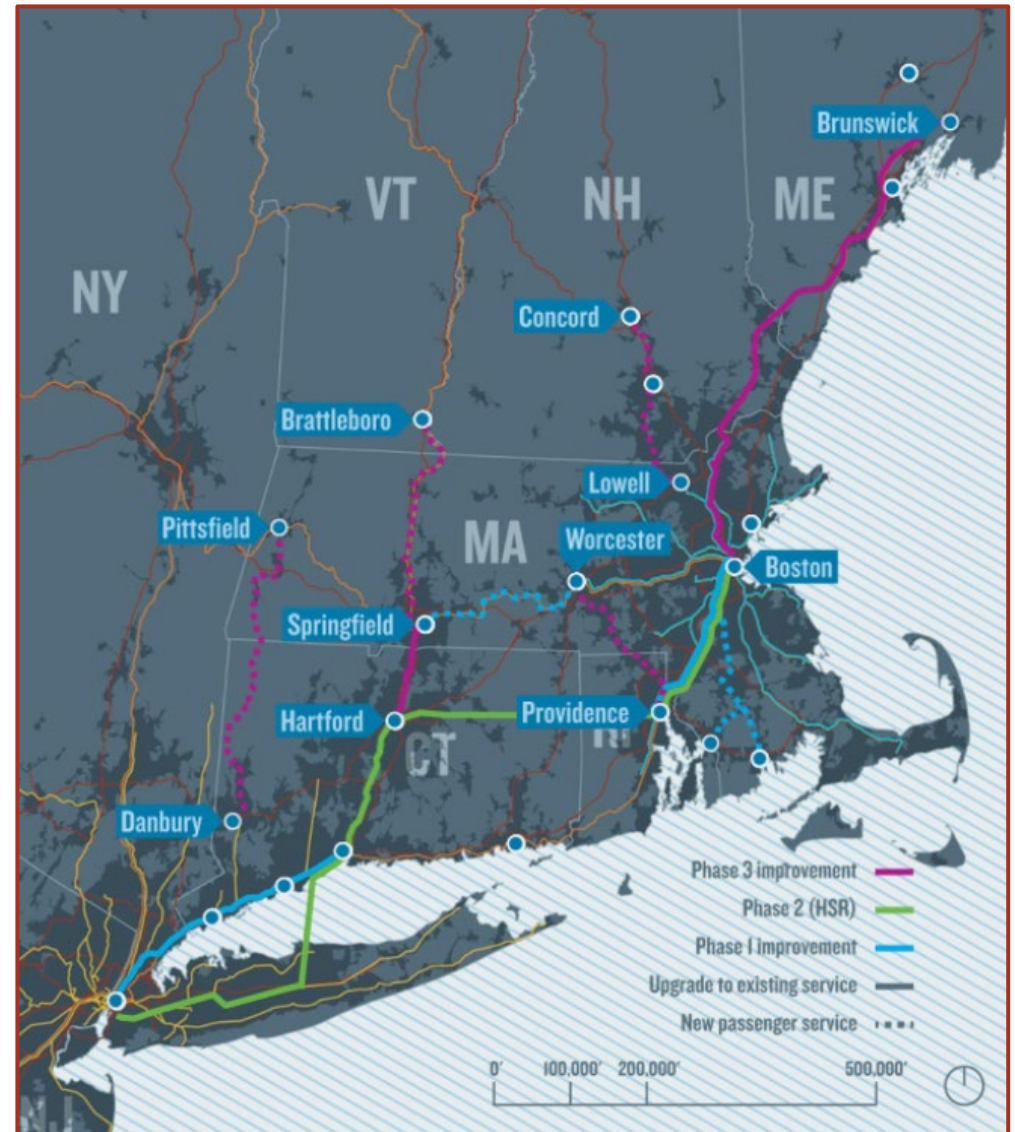 Brunswick
VT
NH
ME
NY
Concord
Brattleboro
Lowell
Pittsfield
MA
Worcester
Boston
Springfield
Hartford
Providence
RI
CT
Danbury
Phase 3 improvement
Phase 2 (HSR)
Phase 1 improvement
Upgrade to existing service
New passenger service
0' 100,000' 200,000' 500,000'
NJ